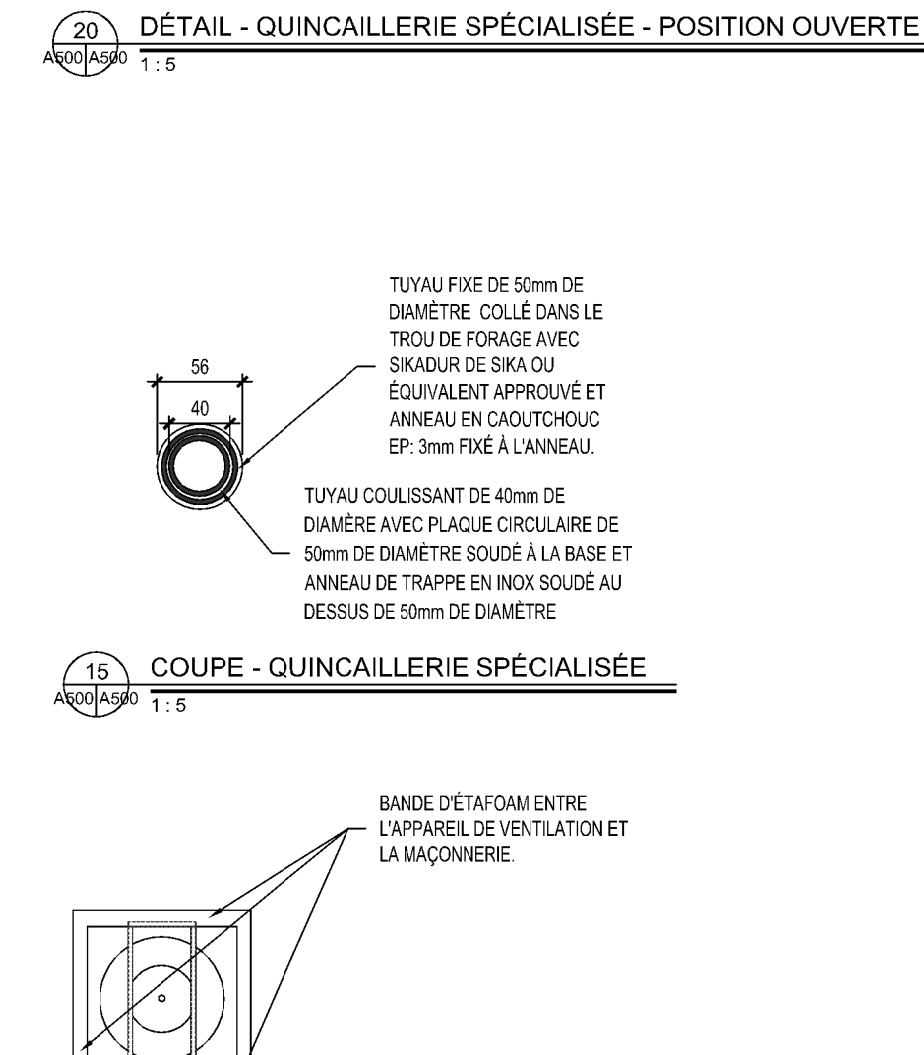 20 DÉTAIL - QUINCAILLERIE SPÉCIALISÉE - POSITION OUVERTE
A500 A500 1 : 5
TUYAU FIXE DE 50mm DE
DIAMÈTRE COLLÉ DANS LE
TROU DE FORAGE AVEC
SIKADUR DE SIKA OU
ÉQUIVALENT APPROUVÉ ET
ANNEAU EN CAOUTCHOUC
EP: 3mm FIXÉ À L'ANNEAU.
56
40
TUYAU COULISSANT DE 40mm DE
DIAMÈRE AVEC PLAQUE CIRCULAIRE DE
50mm DE DIAMÈTRE SOUDÉ À LA BASE ET
ANNEAU DE TRAPPE EN INOX SOUDÉ AU
DESSUS DE 50mm DE DIAMÈTRE
15 COUPE - QUINCAILLERIE SPÉCIALISÉE
A500 A500 1 : 5
BANDE D'ÉTAFOAM ENTRE
L'APPAREIL DE VENTILATION ET
LA MAÇONNERIE.